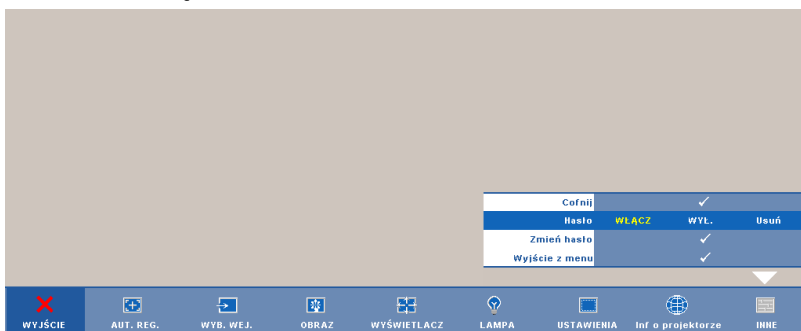 Cofnij
Hasło WŁĄCZ WYŁ. Usuń
Zmień hasło
Wyjście z menu
WYJŚCIE AUT. REG. WYB. WEJ. OBRAZ WYŚWIETLACZ LAMPA USTAWIENIA Inf o projektorze INNE